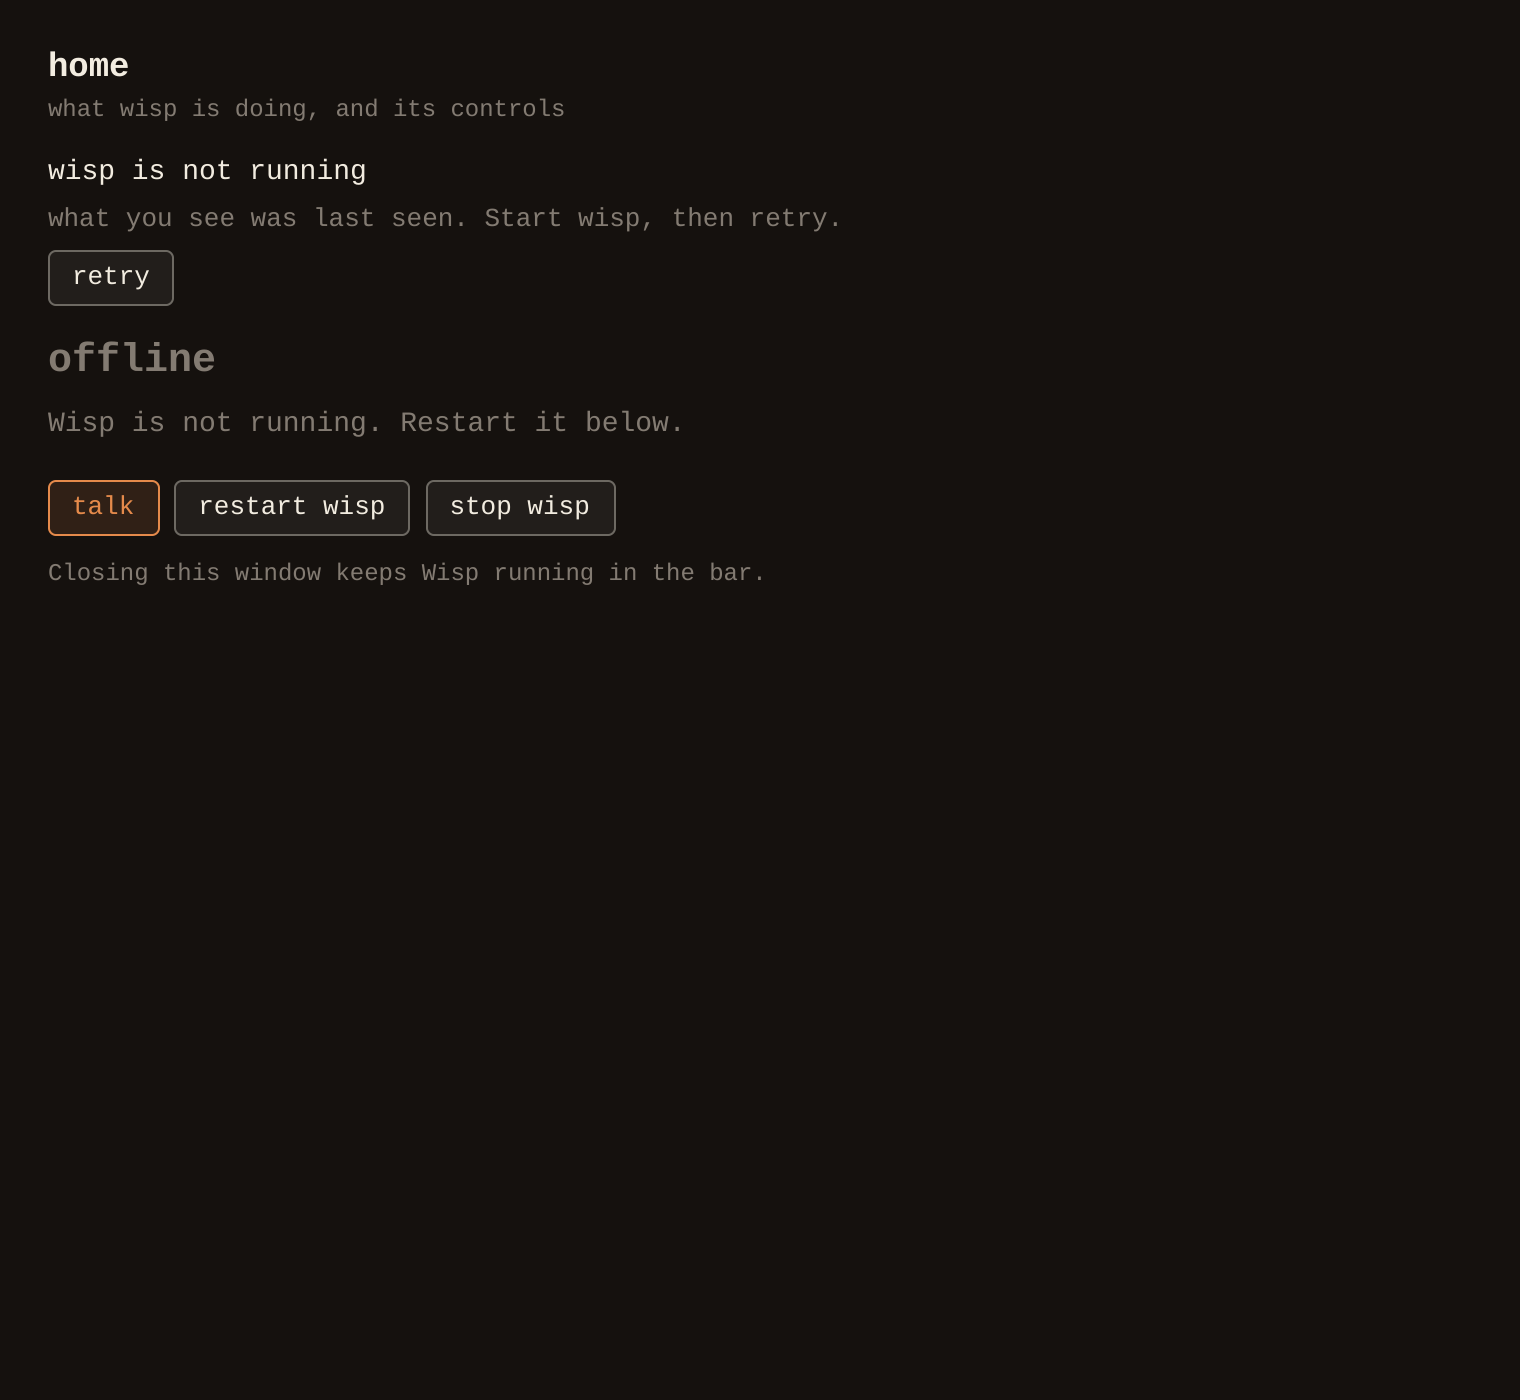 home
what wisp is doing, and its controls
wisp is not running
what you see was last seen. Start wisp, then retry.
retry
offline
Wisp is not running. Restart it below.
talk restart wisp stop wisp
Closing this window keeps Wisp running in the bar.